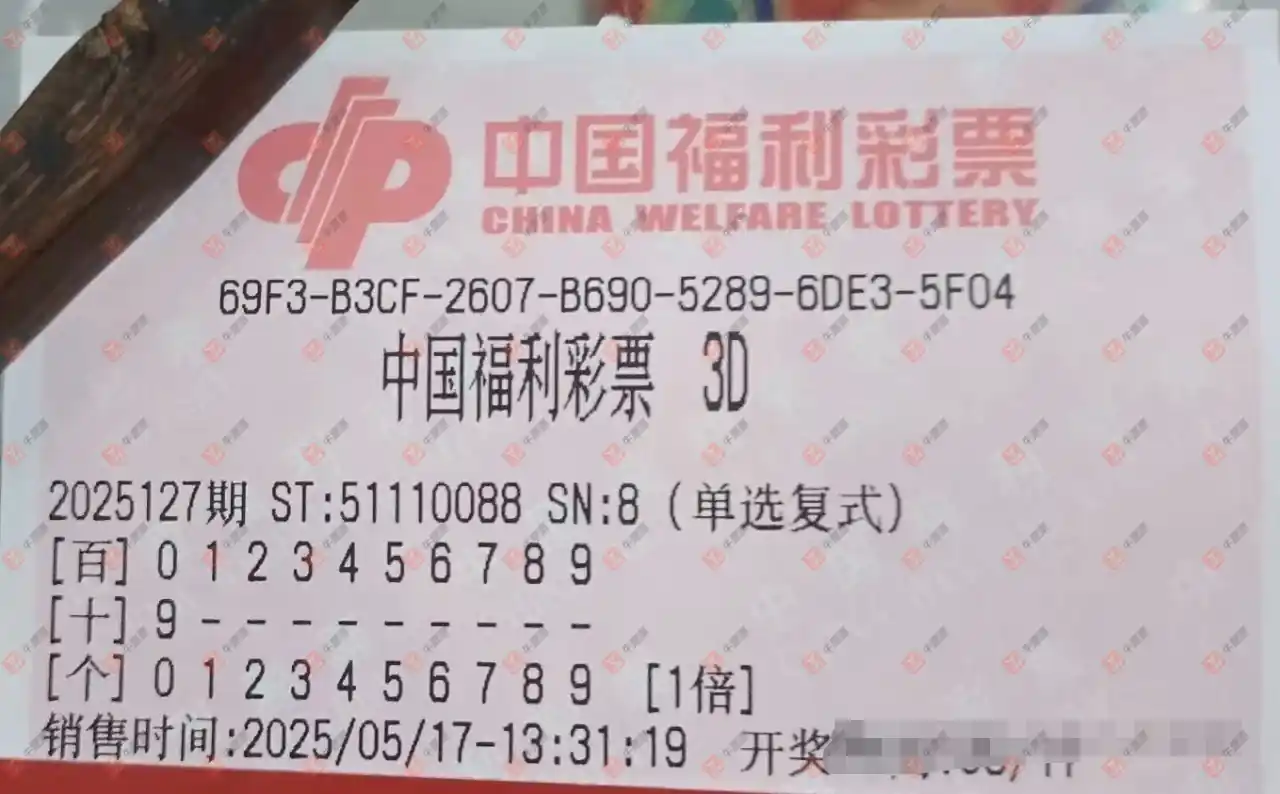 中国福利彩票
CHINA WELFARE LOTTERY
69F3-B3CF-2607-B690-5289-6DE3-5F04
中国福利彩票 3D
2025127期 ST:51110088 SN:8 (单选复式)
[百] 0 1 2 3 4 5 6 7 8 9
[十] 9 - - - - - - - - -
[个] 0 1 2 3 4 5 6 7 8 9 [1倍]
销售时间:2025/05/17-13:31:19 开奖